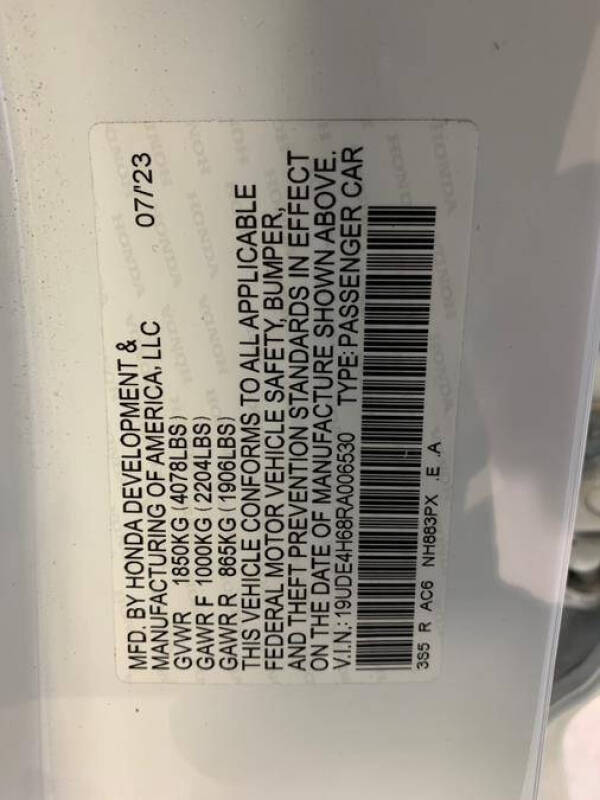 MFD. BY HONDA DEVELOPMENT &
MANUFACTURING OF AMERICA, LLC 07/'23
GVWR 1850KG (4078LBS)
GAWR F 1000KG (2204LBS)
GAWR R 865KG (1906LBS)
THIS VEHICLE CONFORMS TO ALL APPLICABLE
FEDERAL MOTOR VEHICLE SAFETY, BUMPER,
AND THEFT PREVENTION STANDARDS IN EFFECT
ON THE DATE OF MANUFACTURE SHOWN ABOVE.
V.I.N.: 19UDE4H68RA006530 TYPE: PASSENGER CAR
3S5 R AC6 NH883PX .E .A
HONDA